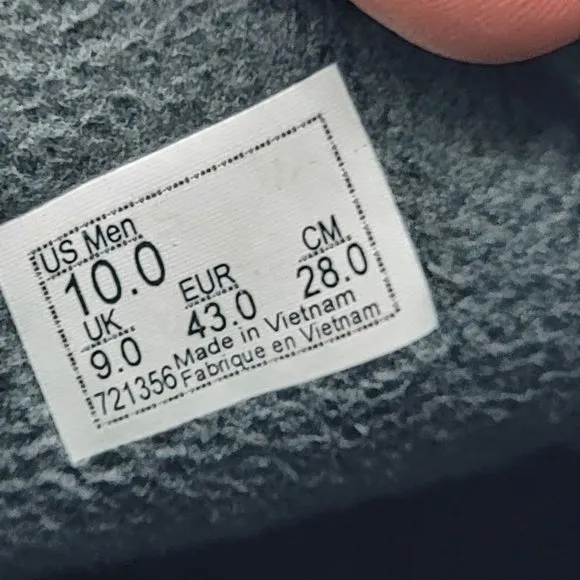 US Men
10.0
UK EUR CM
9.0 43.0 28.0
721356 Made in Vietnam
Fabrique en Vietnam